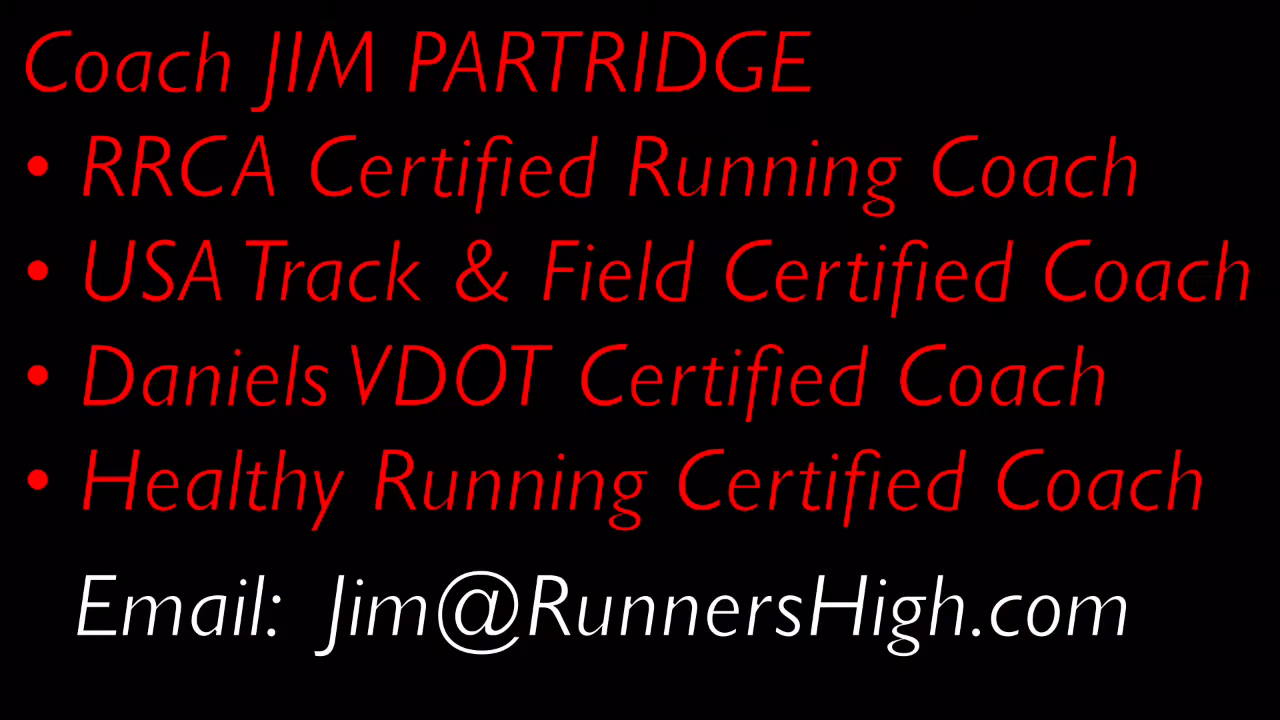 Coach JIM PARTRIDGE
• RRCA Certified Running Coach
• USA Track & Field Certified Coach
• Daniels VDOT Certified Coach
• Healthy Running Certified Coach
Email: Jim@RunnersHigh.com